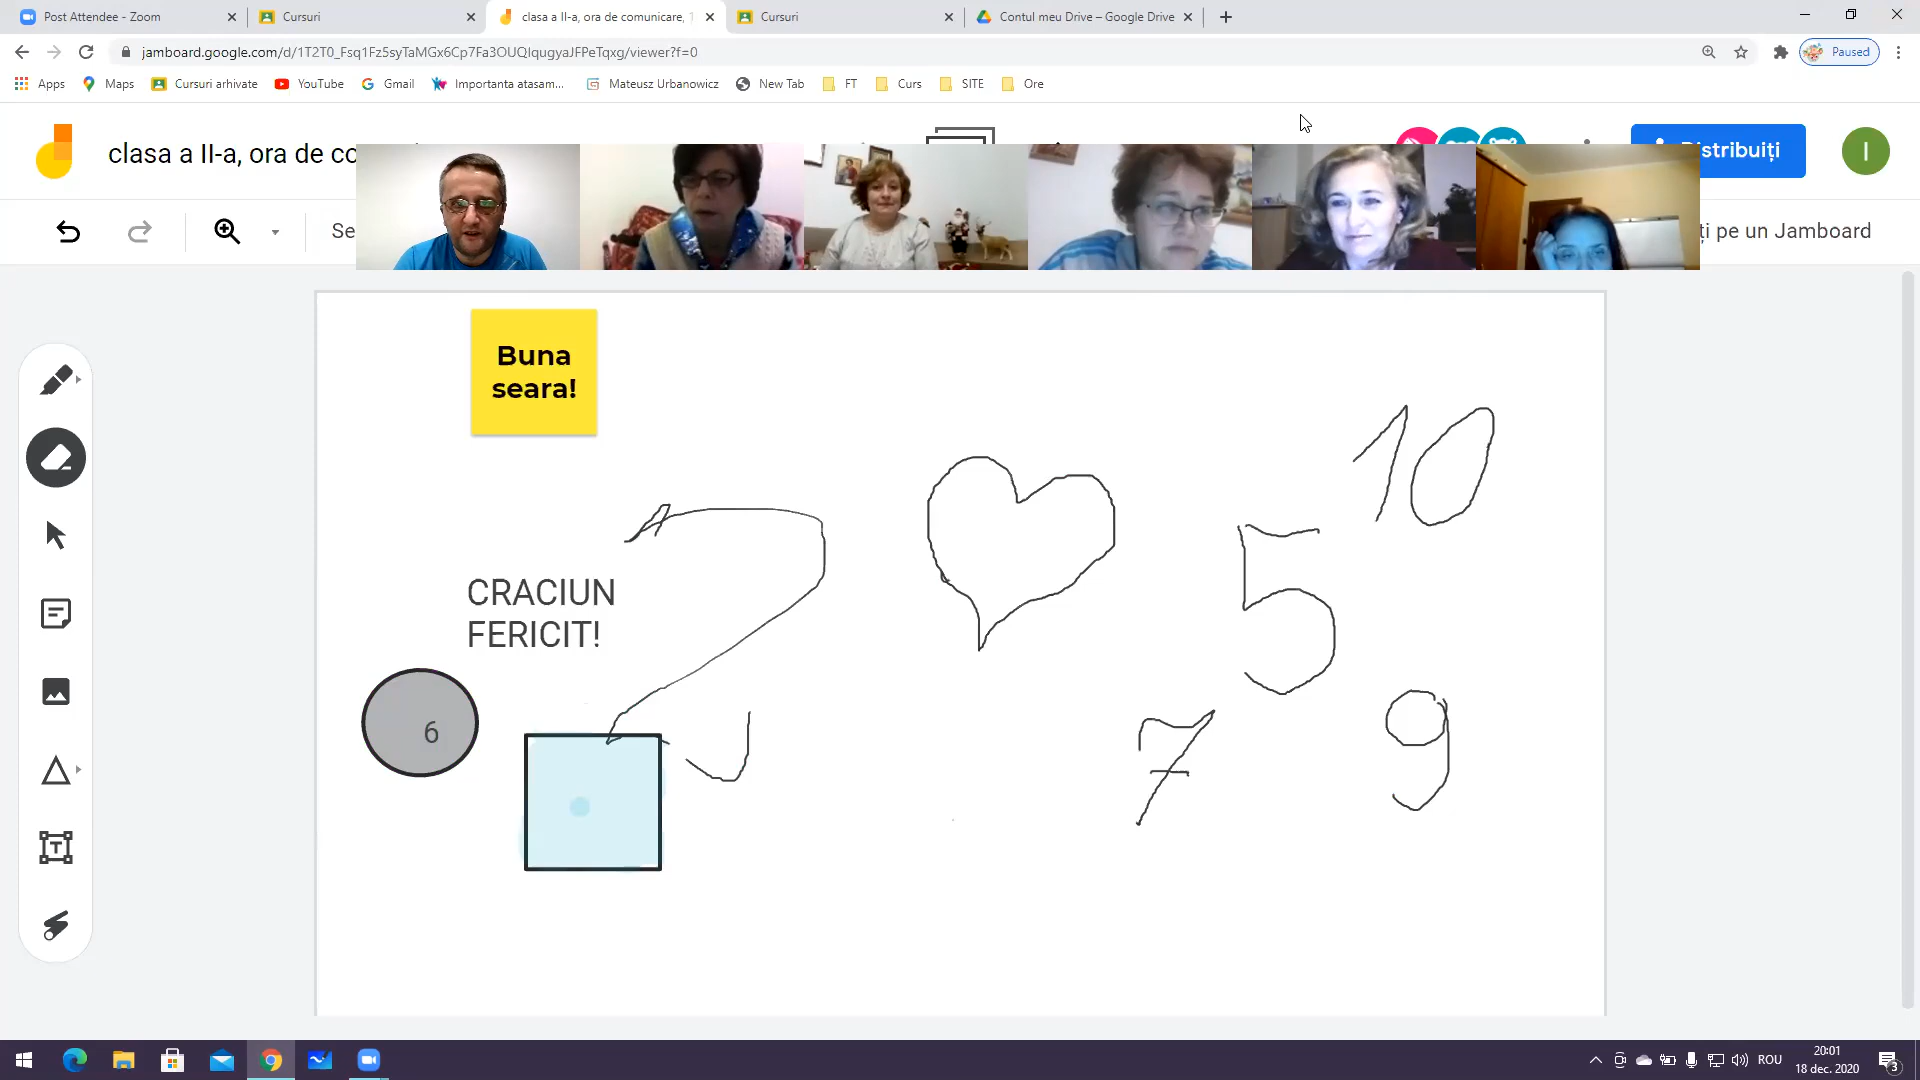 Post Attendee - Zoom
Cursuri
clasa a II-a, ora de comunicare,
Cursuri
Contul meu Drive – Google Drive
jamboard.google.com/d/1T2T0_Fsq1Fz5syTaMGx6Cp7Fa3OUQIqugyaJFPeTqxg/viewer?f=0
Paused
Apps
Maps
Cursuri arhivate
YouTube
Gmail
Importanta atasam...
Mateusz Urbanowicz
New Tab
FT
Curs
SITE
Ore
clasa a II-a, ora de co
stribuiți
I
Se
ți pe un Jamboard
Buna
seara!
10
5
CRACIUN
FERICIT!
6
7
9
ROU
20:01
18 dec. 2020
3